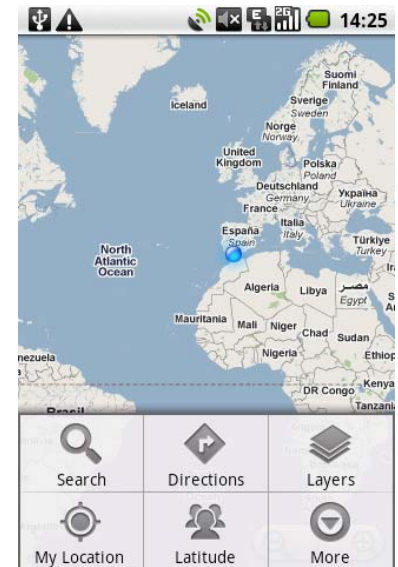 2G 14:25
Suomi
Finland
Iceland
Sverige
Sweden
Norge
Norway
United
Kingdom
Polska
Poland
Deutschland
Germany
Україна
Ukraine
France
Italia
Italy
España
Spain
Türkiye
Turkey
North
Atlantic
Ocean
Algeria
Libya
مصر
Egypt
Mauritania
Mali
Niger
Chad
Sudan
Nigeria
Ethiop
nezuela
DR Congo
Kenya
Tanzani
Brasil
Search
Directions
Layers
My Location
Latitude
More